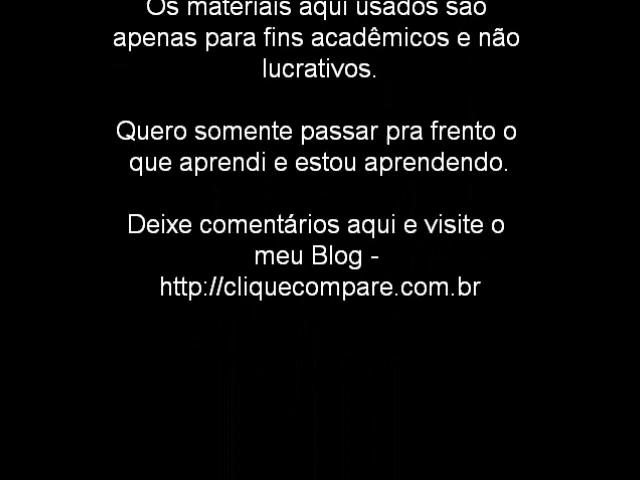 Os materiais aqui usados são
apenas para fins acadêmicos e não
lucrativos.
Quero somente passar pra frento o
que aprendi e estou aprendendo.
Deixe comentários aqui e visite o
meu Blog -
http://cliquecompare.com.br